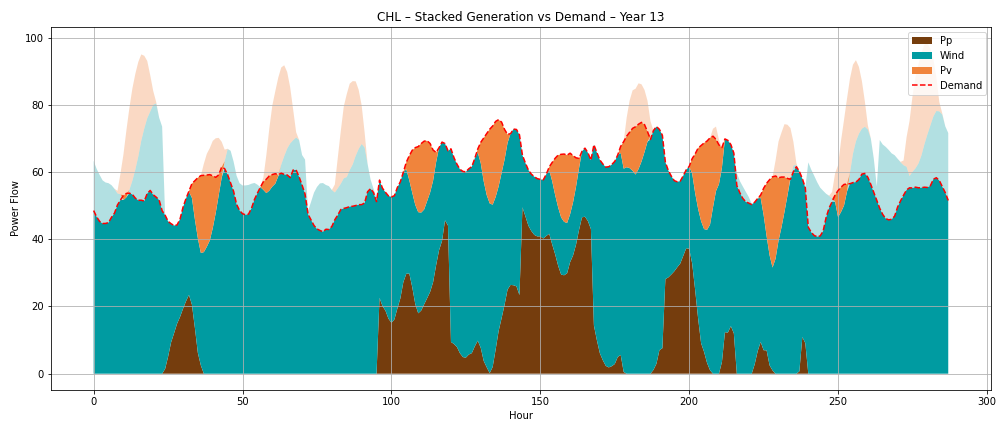 CHL – Stacked Generation vs Demand – Year 13
Pp
Wind
Pv
Demand
Power Flow
100
80
60
40
20
0
0 50 100 150 200 250 300
Hour